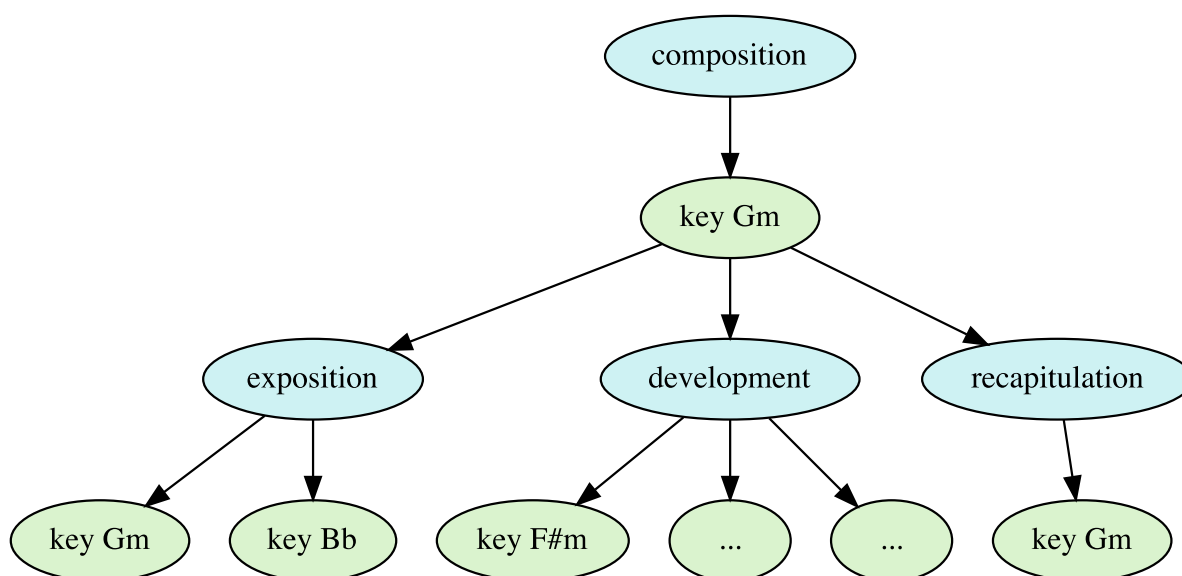 composition
key Gm
exposition
development
recapitulation
key Gm
key Bb
key F#m
...
...
key Gm